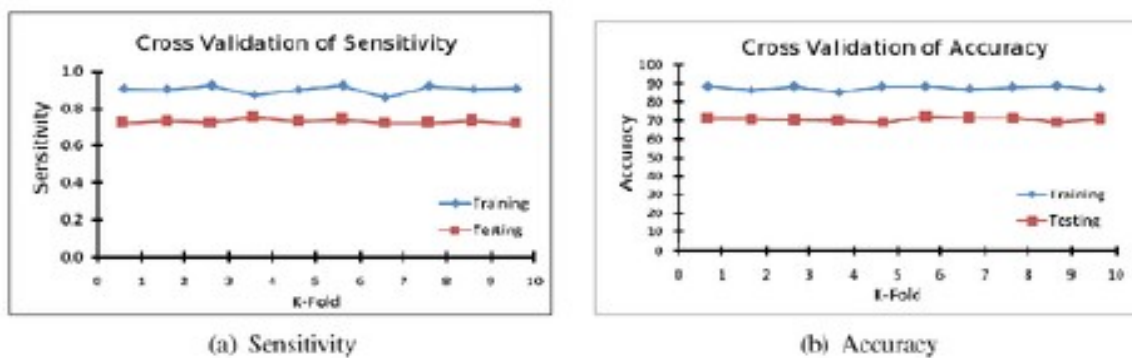 Cross Validation of Sensitivity
1.0
0.8
0.6
0.4
0.2
0.0
Sensitivity
Training
Testing
0 1 2 3 4 5 6 7 8 9 10
K-Fold
(a) Sensitivity
Cross Validation of Accuracy
100
90
80
70
60
50
40
30
20
10
0
Accuracy
Training
Testing
0 1 2 3 4 5 6 7 8 9 10
K-Fold
(b) Accuracy